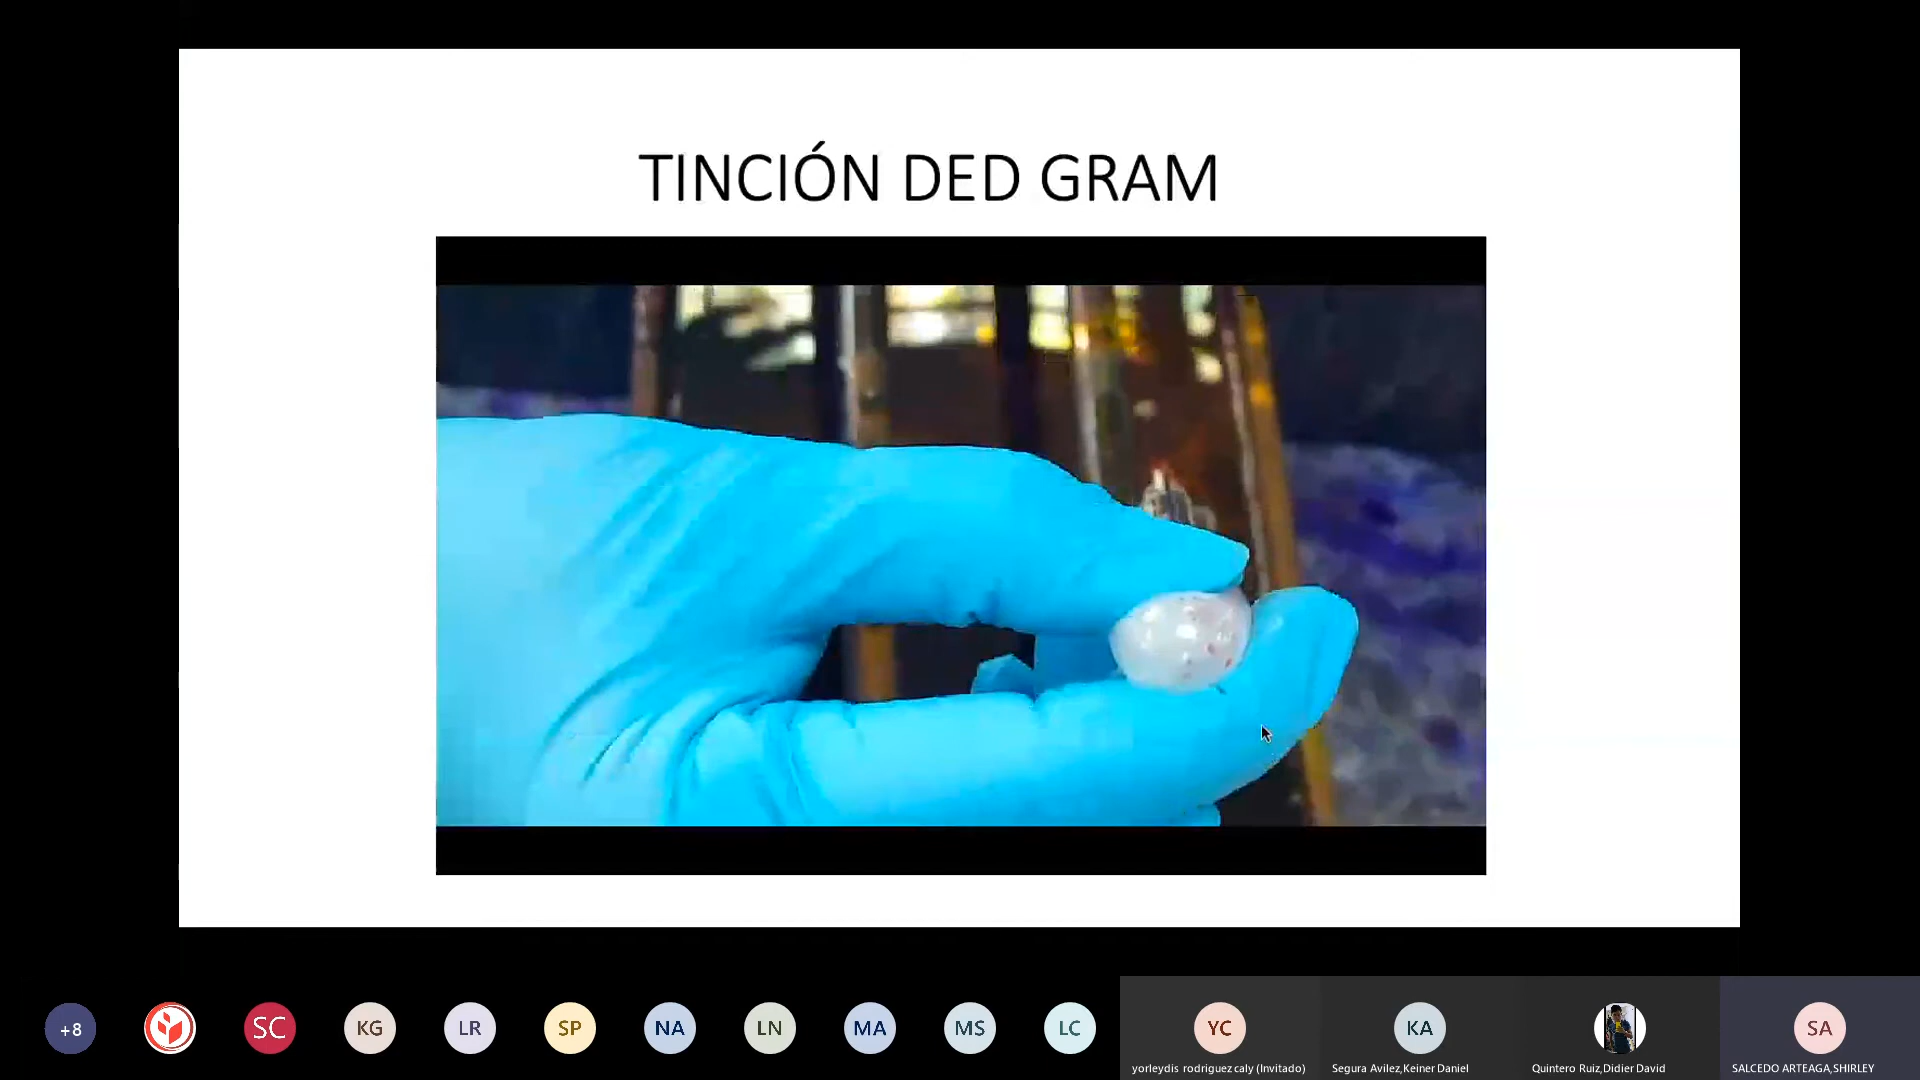 TINCIÓN DED GRAM
+8
SC
KG
LR
SP
NA
LN
MA
MS
LC
YC
KA
SA
yorleydis rodriguez caly (Invitado)
Segura Avilez,Keiner Daniel
Quintero Ruiz,Didier David
SALCEDO ARTEAGA,SHIRLEY